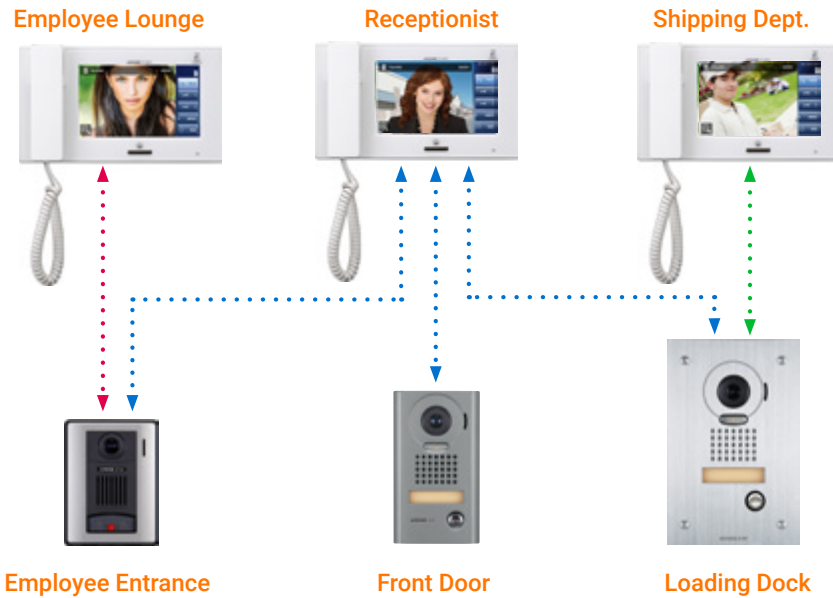 Employee Lounge
Receptionist
Shipping Dept.
Employee Entrance
Front Door
Loading Dock